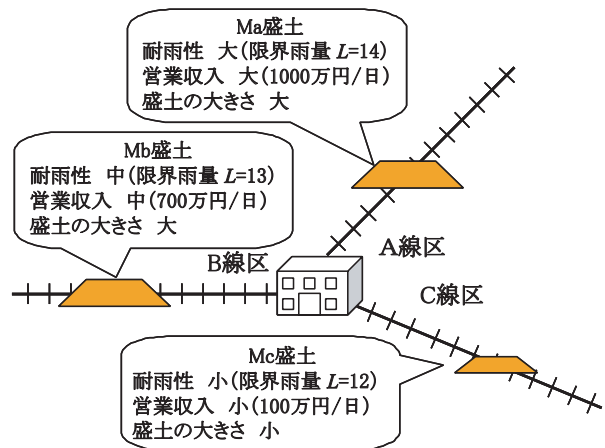 Ma盛土
耐雨性 大(限界雨量 L=14)
営業収入 大(1000万円/日)
盛土の大きさ 大
Mb盛土
耐雨性 中(限界雨量 L=13)
営業収入 中(700万円/日)
盛土の大きさ 大
B線区
A線区
C線区
Mc盛土
耐雨性 小(限界雨量 L=12)
営業収入 小(100万円/日)
盛土の大きさ 小